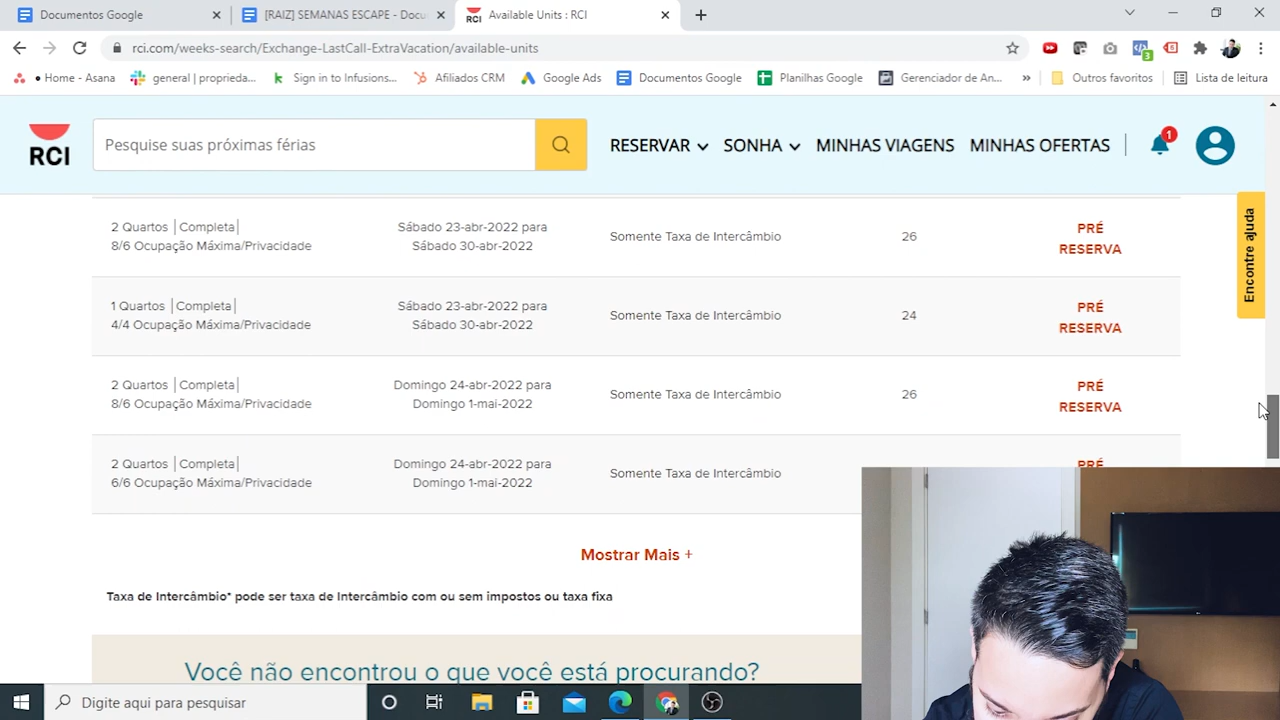 Documentos Google
[RAIZ] SEMANAS ESCAPE - Docu
Available Units : RCI
rci.com/weeks-search/Exchange-LastCall-ExtraVacation/available-units
Home - Asana
general | proprieda...
Sign in to Infusions...
Afiliados CRM
Google Ads
Documentos Google
Planilhas Google
Gerenciador de An...
Outros favoritos
Lista de leitura
RCI
Pesquise suas próximas férias
RESERVAR
SONHA
MINHAS VIAGENS
MINHAS OFERTAS
1
Encontre ajuda
2 Quartos | Completa |
8/6 Ocupação Máxima/Privacidade
Sábado 23-abr-2022 para
Sábado 30-abr-2022
Somente Taxa de Intercâmbio
26
PRÉ
RESERVA
1 Quartos | Completa |
4/4 Ocupação Máxima/Privacidade
Sábado 23-abr-2022 para
Sábado 30-abr-2022
Somente Taxa de Intercâmbio
24
PRÉ
RESERVA
2 Quartos | Completa |
8/6 Ocupação Máxima/Privacidade
Domingo 24-abr-2022 para
Domingo 1-mai-2022
Somente Taxa de Intercâmbio
26
PRÉ
RESERVA
2 Quartos | Completa |
6/6 Ocupação Máxima/Privacidade
Domingo 24-abr-2022 para
Domingo 1-mai-2022
Somente Taxa de Intercâmbio
PRÉ
Mostrar Mais +
Taxa de Intercâmbio* pode ser taxa de Intercâmbio com ou sem impostos ou taxa fixa
Você não encontrou o que você está procurando?
Digite aqui para pesquisar